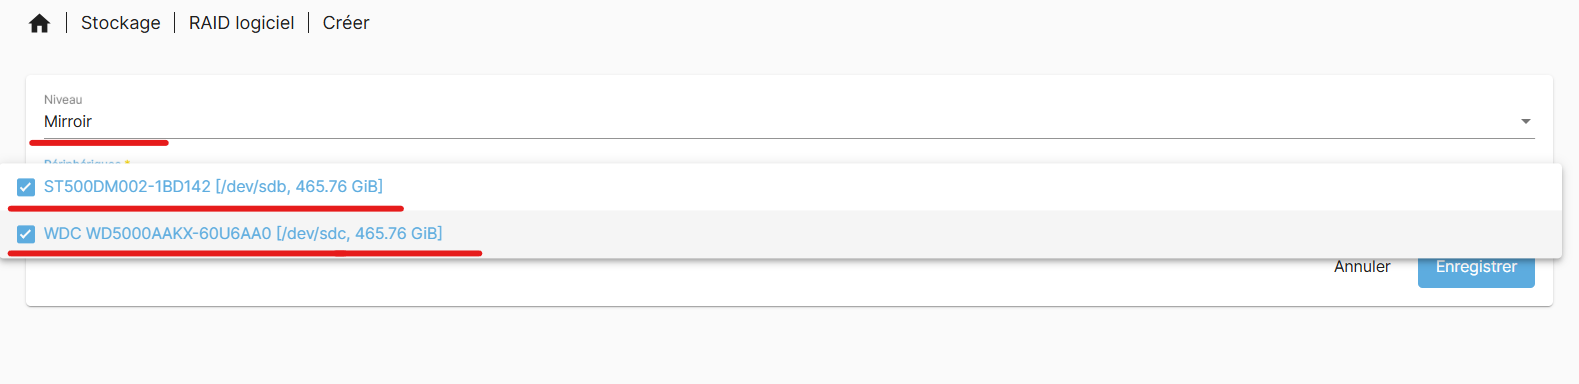 Stockage
RAID logiciel
Créer
Niveau
Mirroir
Périphériques *
ST500DM002-1BD142 [/dev/sdb, 465.76 GiB]
WDC WD5000AAKX-60U6AA0 [/dev/sdc, 465.76 GiB]
Annuler
Enregistrer